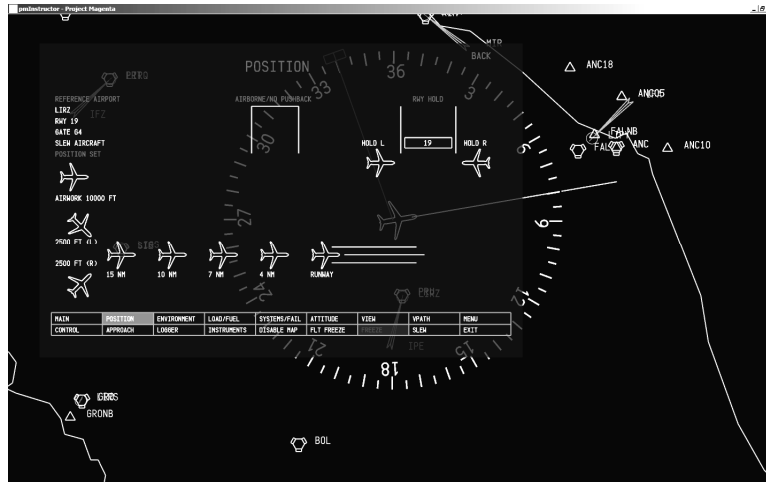 pmInstructor - Project Magenta
MIR
BACK
POSITION
36
33
3
30
27
24
21
18
15
12
9
6
ANC18
ANC10
FALNB
ANC
REFERENCE AIRPORT
LIRZ
RWY 19
GATE G4
SLEW AIRCRAFT
POSITION SET
IFZ
AIRBORNE/NO PUSHBACK
RWY HOLD
HOLD L
19
HOLD R
AIRWORK 10000 FT
2500 FT (L)
2500 FT (R)
15 NM
10 NM
7 NM
4 NM
RUNWAY
MAIN
POSITION
ENVIRONMENT
LOAD/FUEL
SYSTEMS/FAIL
ATTITUDE
VIEW
VPATH
MENU
CONTROL
APPROACH
LOGGER
INSTRUMENTS
DISABLE MAP
FLT FREEZE
FREEZE
SLEW
EXIT
IPE
GRONB
BOL